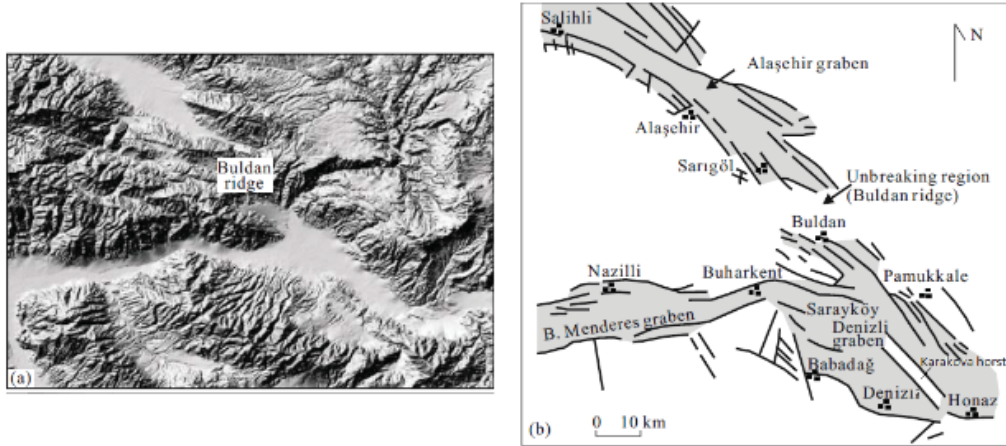 Buldan
ridge
(a)
Salihli
N
Alaşehir graben
Alaşehir
Sarıgöl
Unbreaking region
(Buldan ridge)
Buldan
Nazilli
Buharkent
Pamukkale
B. Menderes graben
Sarayköy
Denizli
graben
Karakova horst
Babadağ
Denizli
Honaz
0 10 km
(b)